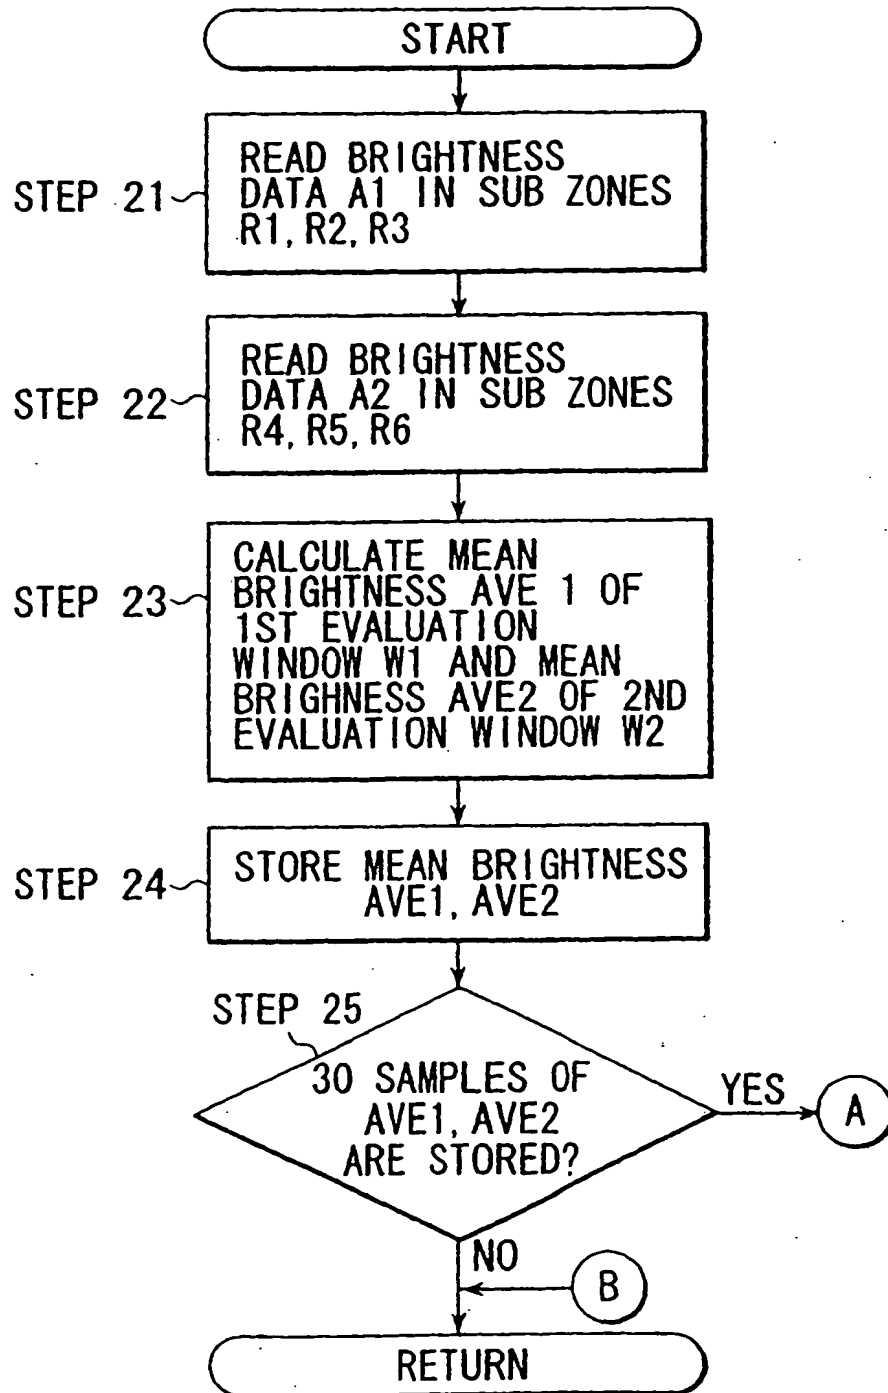 START
STEP 21
READ BRIGHTNESS
DATA A1 IN SUB ZONES
R1, R2, R3
STEP 22
READ BRIGHTNESS
DATA A2 IN SUB ZONES
R4, R5, R6
STEP 23
CALCULATE MEAN
BRIGHTNESS AVE 1 OF
1ST EVALUATION
WINDOW W1 AND MEAN
BRIGHNESS AVE2 OF 2ND
EVALUATION WINDOW W2
STEP 24
STORE MEAN BRIGHTNESS
AVE1, AVE2
STEP 25
30 SAMPLES OF
AVE1, AVE2
ARE STORED?
YES
A
NO
B
RETURN